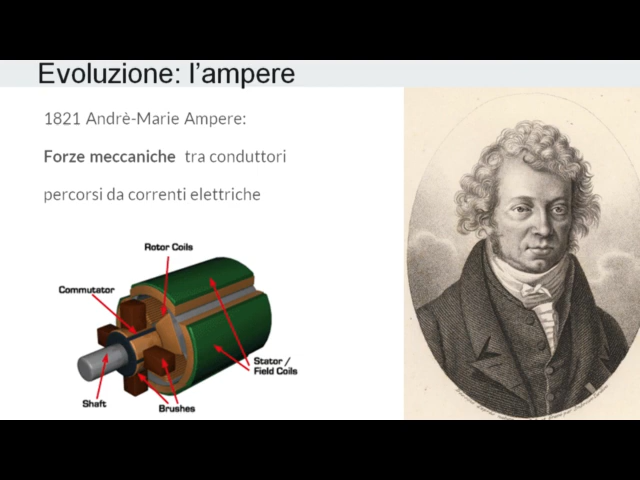 Evoluzione: l’ampere
1821 Andrè-Marie Ampere:
Forze meccaniche tra conduttori
percorsi da correnti elettriche
Rotor Coils
Commutator
Stator /
Field Coils
Shaft
Brushes